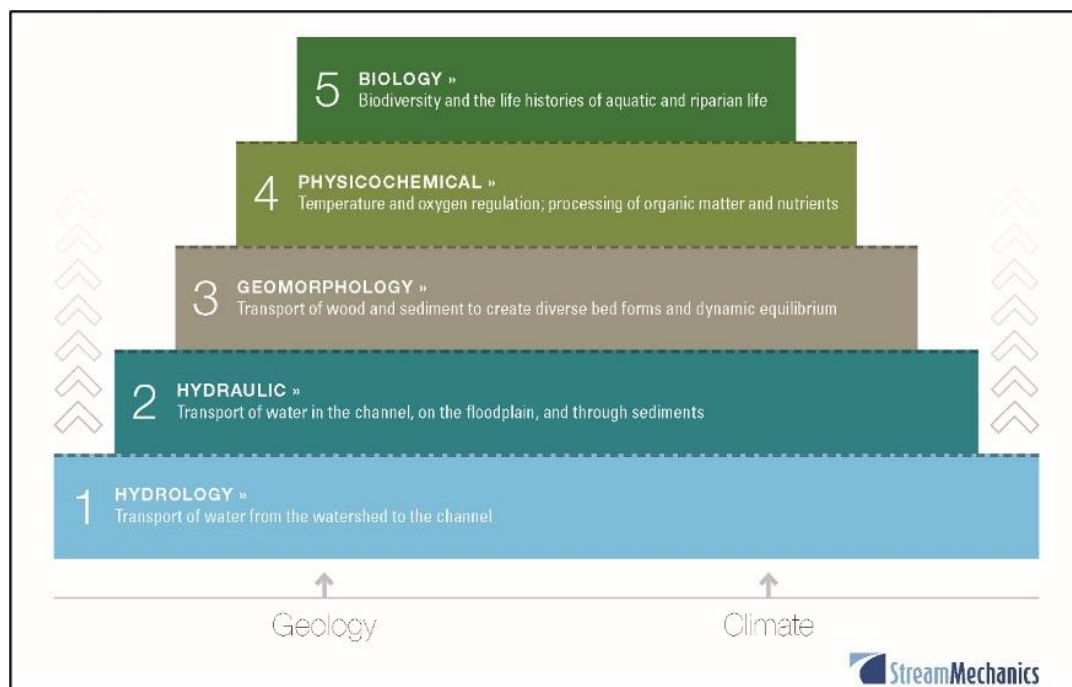 5 BIOLOGY »
Biodiversity and the life histories of aquatic and riparian life
4 PHYSICOCHEMICAL »
Temperature and oxygen regulation; processing of organic matter and nutrients
3 GEOMORPHOLOGY »
Transport of wood and sediment to create diverse bed forms and dynamic equilibrium
2 HYDRAULIC »
Transport of water in the channel, on the floodplain, and through sediments
1 HYDROLOGY »
Transport of water from the watershed to the channel
Geology Climate
StreamMechanics